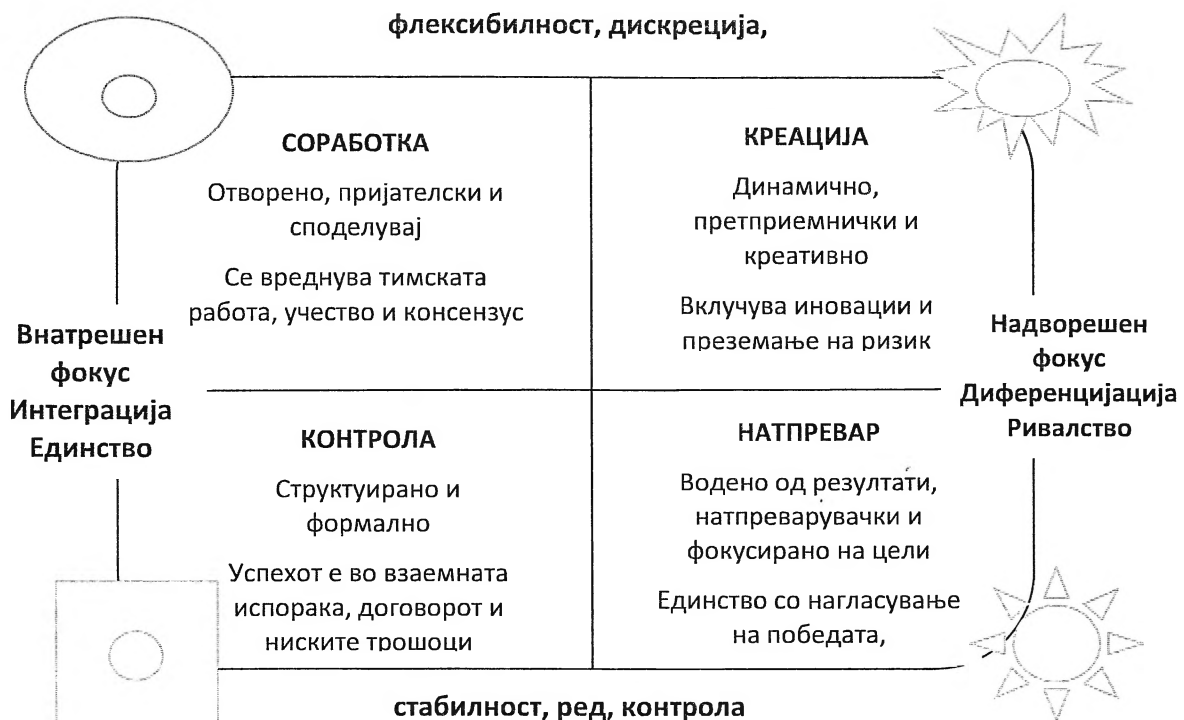 флексибилност, дискреција,
СОРАБОТКА
Отворено, пријателски и
споделувај
Се вреднува тимската
работа, учество и консензус
КРЕАЦИЈА
Динамично,
претприемнички и
креативно
Вклучува иновации и
преземање на ризик
Внатрешен
фокус
Интеграција
Единство
Надворешен
фокус
Диференцијација
Ривалство
КОНТРОЛА
Структуирано и
формално
Успехот е во взаемната
испорака, договорот и
ниските трошоци
НАТПРЕВАР
Водено од резултати,
натпреварувачки и
фокусирано на цели
Единство со нагласување
на победата,
стабилност, ред, контрола